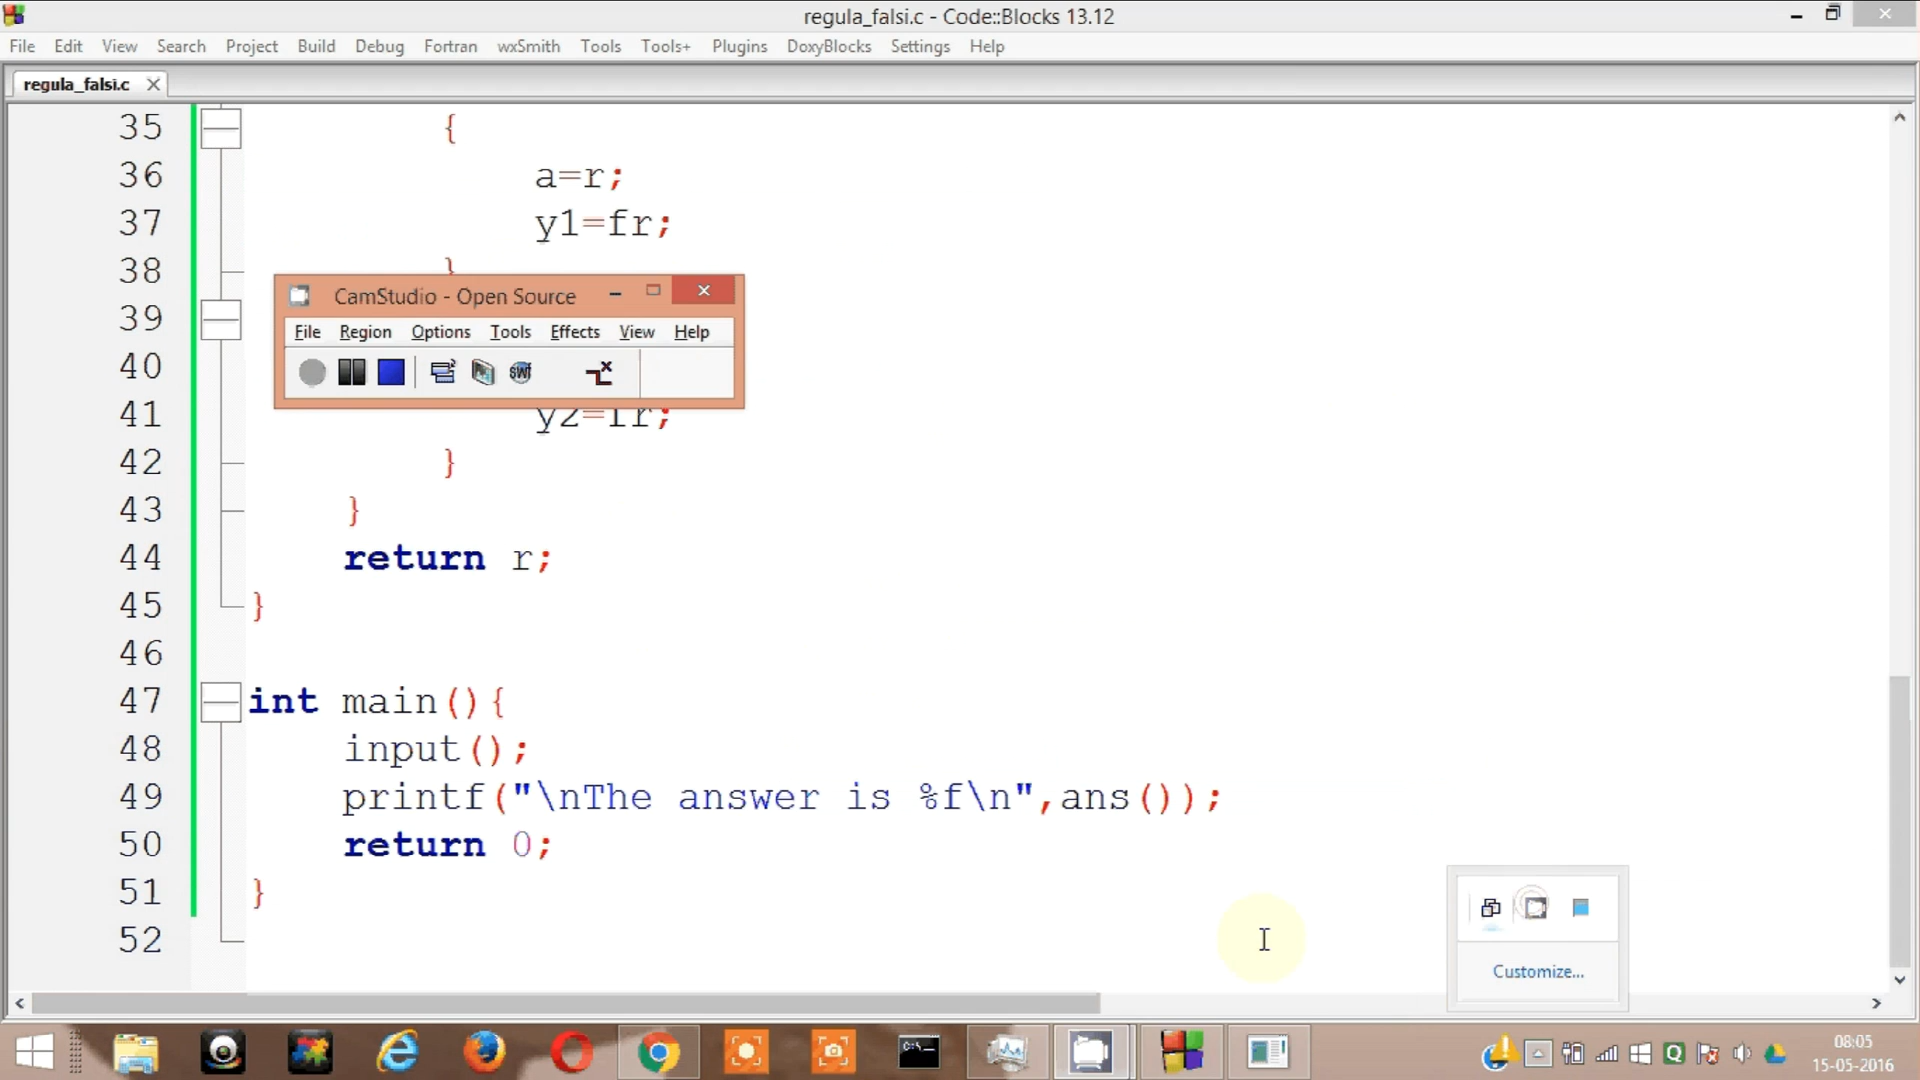 regula_falsi.c - Code::Blocks 13.12
File Edit View Search Project Build Debug Fortran wxSmith Tools Tools+ Plugins DoxyBlocks Settings Help
regula_falsi.c
35 {
36 a=r;
37 y1=fr;
38 }
CamStudio - Open Source
39
File Region Options Tools Effects View Help
40
SWf
41 y2=fr;
42 }
43 }
44 return r;
45 }
46
47 int main(){
48 input();
49 printf("\nThe answer is %f\n",ans());
50 return 0;
51 }
52
Customize...
C:\_
08:05
15-05-2016